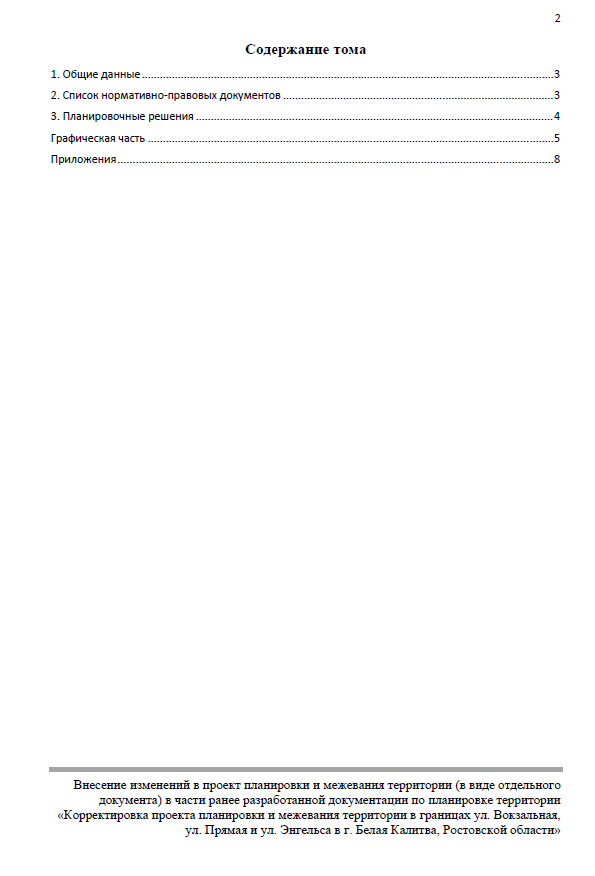 2
Содержание тома
1. Общие данные 3
2. Список нормативно-правовых документов 3
3. Планировочные решения 4
Графическая часть 5
Приложения 8
Внесение изменений в проект планировки и межевания территории (в виде отдельного
документа) в части ранее разработанной документации по планировке территории
«Корректировка проекта планировки и межевания территории в границах ул. Вокзальная,
ул. Прямая и ул. Энгельса в г. Белая Калитва, Ростовской области»